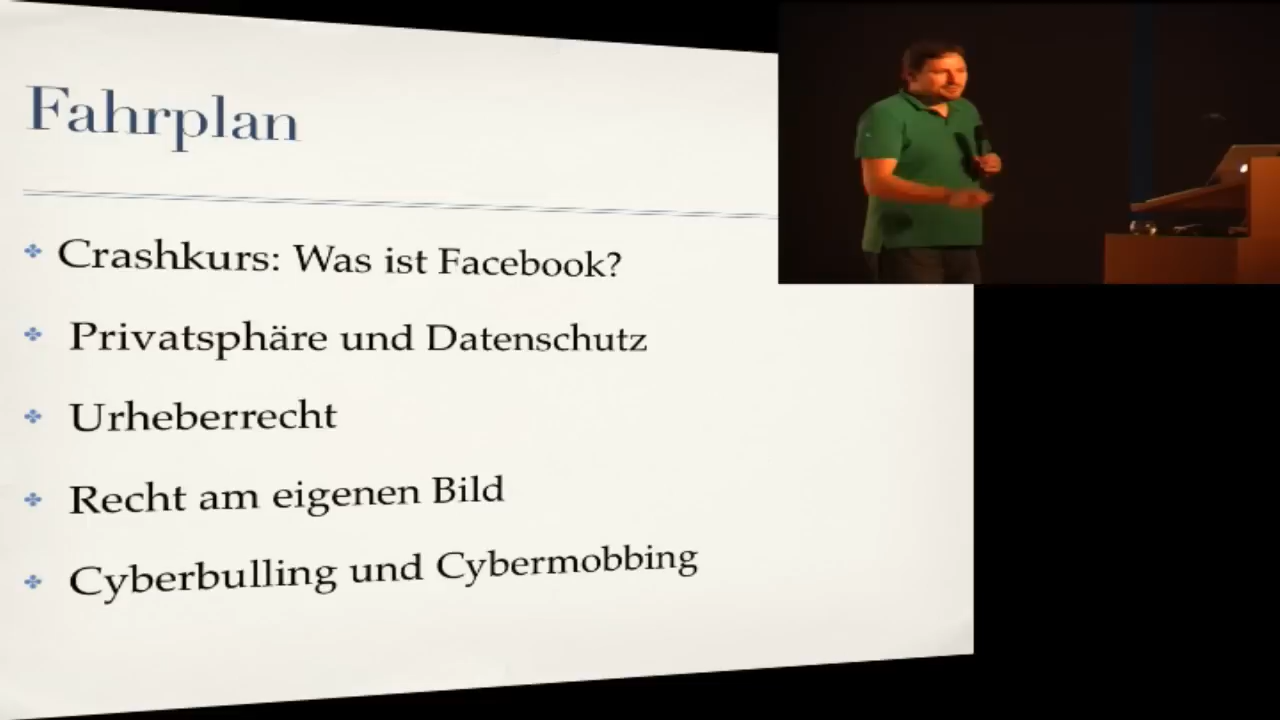 Fahrplan
Crashkurs: Was ist Facebook?
Privatsphäre und Datenschutz
Urheberrecht
Recht am eigenen Bild
Cyberbulling und Cybermobbing